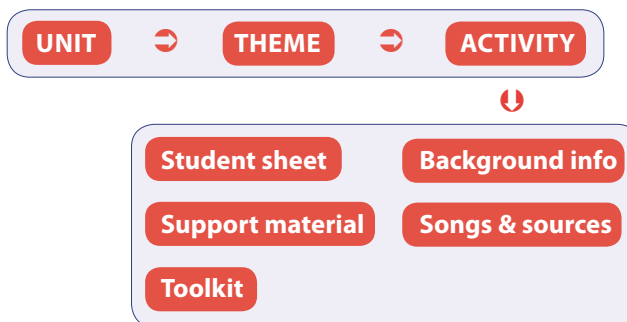 UNIT THEME ACTIVITY
Student sheet Background info
Support material Songs & sources
Toolkit